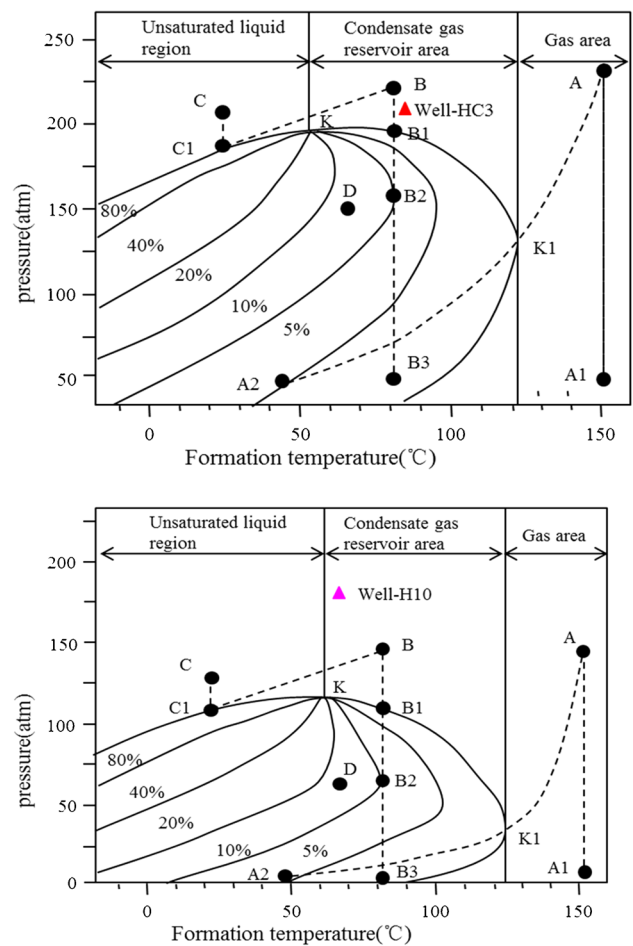 Unsaturated liquid
region
Condensate gas
reservoir area
Gas area
250
200
150
100
50
pressure(atm)
C
C1
K
B
Well-HC3
B1
A
80%
40%
20%
10%
5%
D
B2
K1
A2
B3
A1
0
50
100
150
Formation temperature(℃)
Unsaturated liquid
region
Condensate gas
reservoir area
Gas area
200
150
100
50
0
pressure(atm)
Well-H10
C
C1
K
B
B1
A
80%
40%
20%
10%
5%
D
B2
K1
A2
B3
A1
0
50
100
150
Formation temperature(℃)